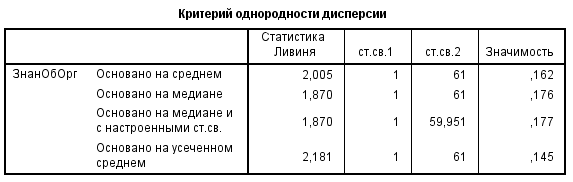 Критерий однородности дисперсии
Статистика Ливиня ст.св.1 ст.св.2 Значимость
ЗнанОбОрг Основано на среднем 2,005 1 61 ,162
Основано на медиане 1,870 1 61 ,176
Основано на медиане и с настроенными ст.св. 1,870 1 59,951 ,177
Основано на усеченном среднем 2,181 1 61 ,145